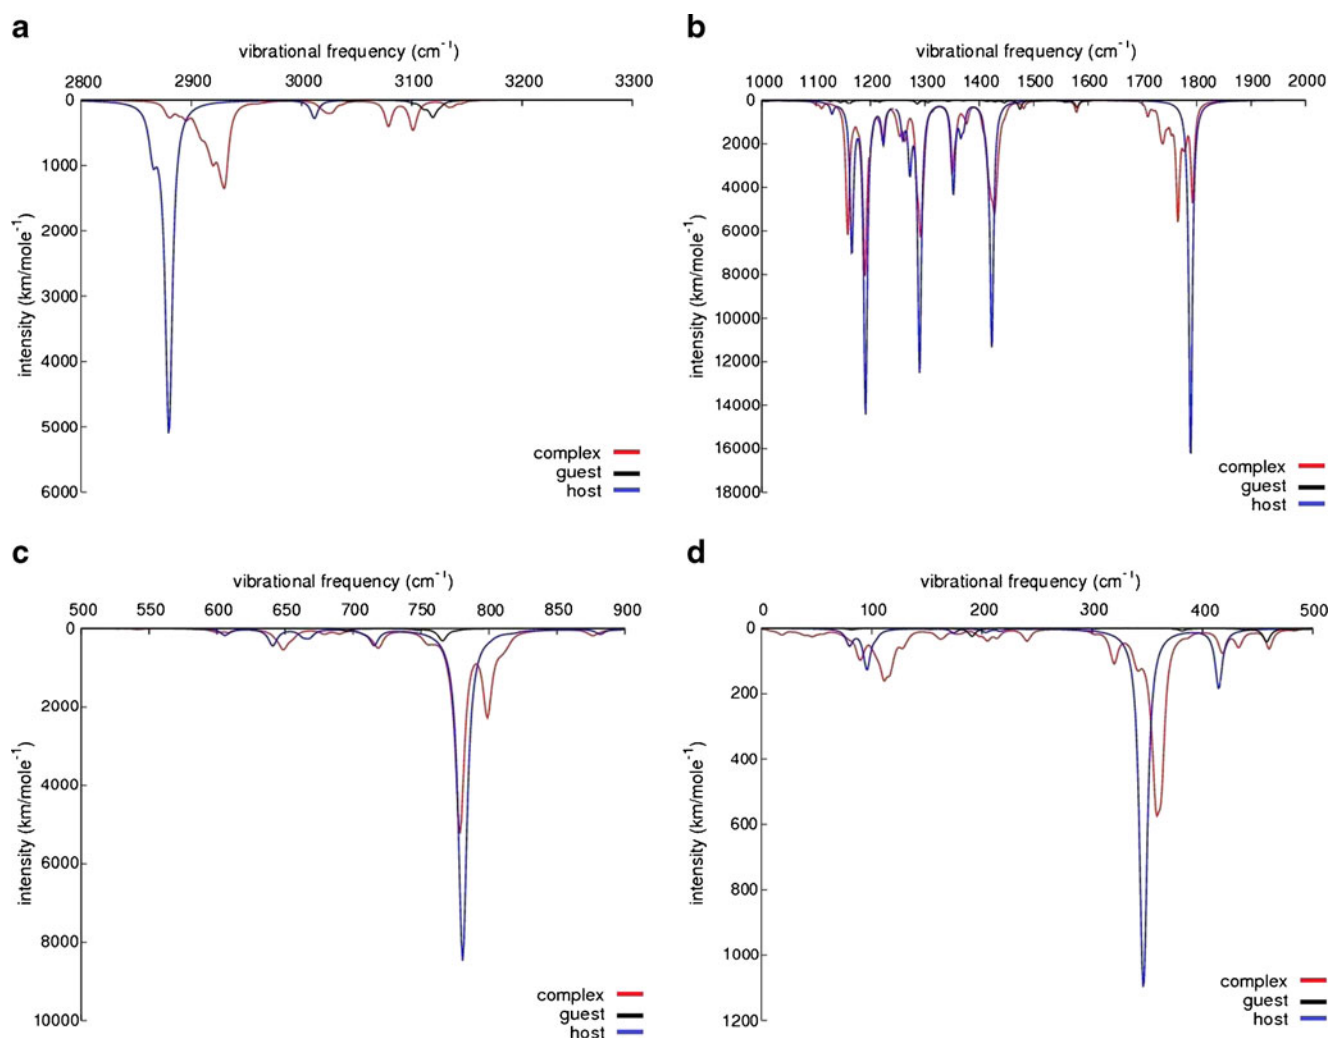 a
vibrational frequency (cm⁻¹)
2800 2900 3000 3100 3200 3300
0
1000
2000
3000
4000
5000
6000
intensity (km/mole⁻¹)
complex
guest
host
b
vibrational frequency (cm⁻¹)
1000 1100 1200 1300 1400 1500 1600 1700 1800 1900 2000
0
2000
4000
6000
8000
10000
12000
14000
16000
18000
intensity (km/mole⁻¹)
complex
guest
host
c
vibrational frequency (cm⁻¹)
500 550 600 650 700 750 800 850 900
0
2000
4000
6000
8000
10000
intensity (km/mole⁻¹)
complex
guest
host
d
vibrational frequency (cm⁻¹)
0 100 200 300 400 500
0
200
400
600
800
1000
1200
intensity (km/mole⁻¹)
complex
guest
host